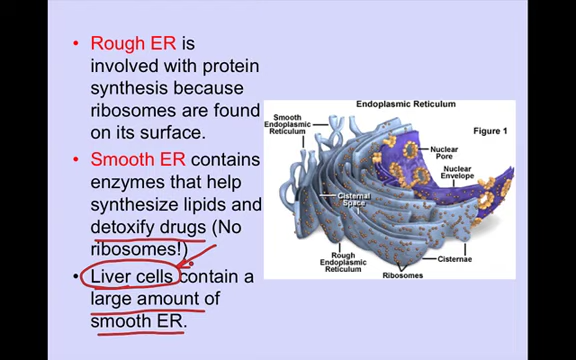 • Rough ER is
involved with protein
synthesis because
ribosomes are found
on its surface.
• Smooth ER contains
enzymes that help
synthesize lipids and
detoxify drugs (No
ribosomes!)
• Liver cells contain a
large amount of
smooth ER.
Endoplasmic Reticulum
Smooth
Endoplasmic
Reticulum
Figure 1
Nuclear
Pore
Nuclear
Envelope
Cisternal
Space
Rough
Endoplasmic
Reticulum
Ribosomes
Cisternae